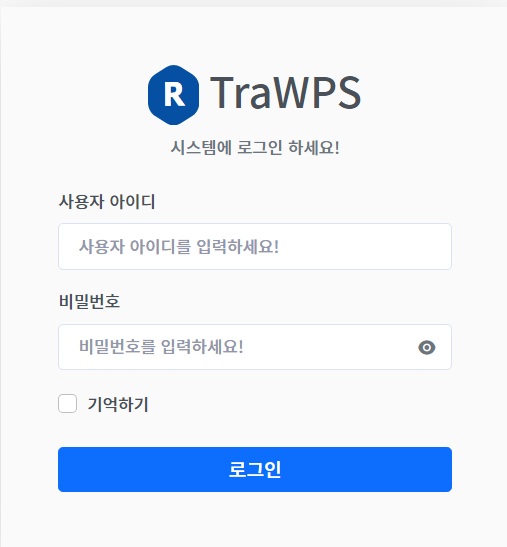 R TraWPS
시스템에 로그인 하세요!
사용자 아이디
사용자 아이디를 입력하세요!
비밀번호
비밀번호를 입력하세요!
기억하기
로그인